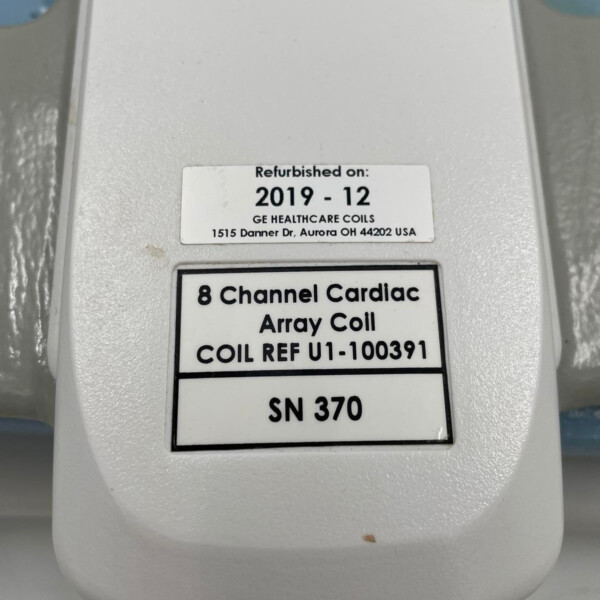 Refurbished on:
2019 - 12
GE HEALTHCARE COILS
1515 Danner Dr, Aurora OH 44202 USA
8 Channel Cardiac
Array Coil
COIL REF U1-100391
SN 370